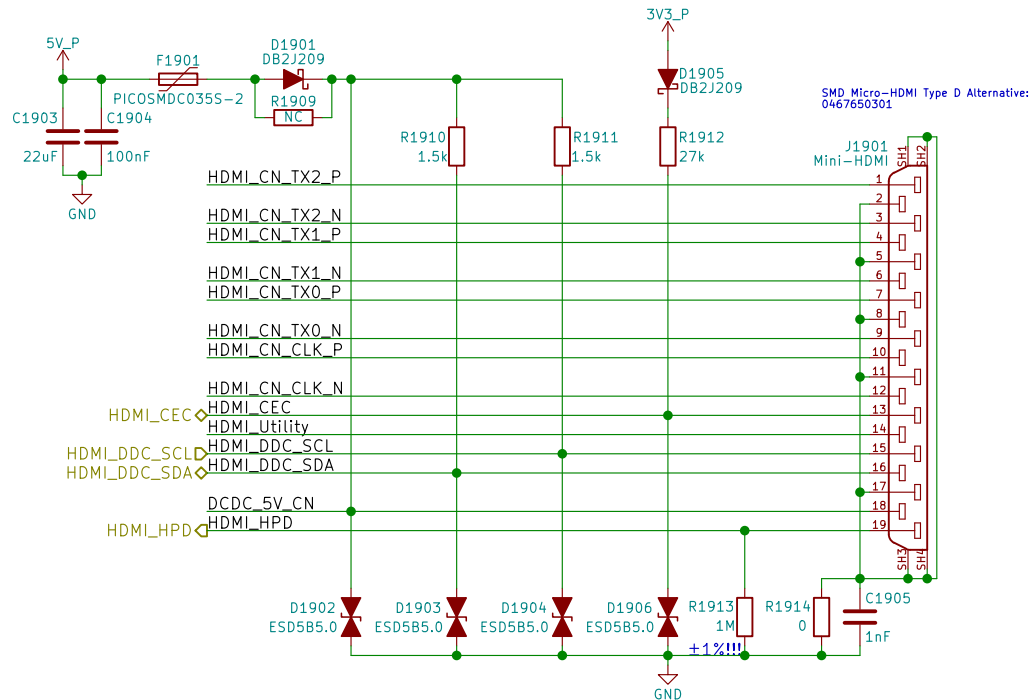 3V3_P
5V_P
D1901
DB2J209
F1901
PICOSMDC035S-2
R1909
NC
D1905
DB2J209
SMD Micro-HDMI Type D Alternative:
0467650301
C1903
22uF
C1904
100nF
GND
R1910
1.5k
R1911
1.5k
R1912
27k
J1901
Mini-HDMI
SH1
SH2
HDMI_CN_TX2_P
1
2
HDMI_CN_TX2_N
3
HDMI_CN_TX1_P
4
5
HDMI_CN_TX1_N
6
HDMI_CN_TX0_P
7
8
HDMI_CN_TX0_N
9
HDMI_CN_CLK_P
10
11
HDMI_CN_CLK_N
12
HDMI_CEC
HDMI_CEC
13
HDMI_Utility
14
HDMI_DDC_SCL
HDMI_DDC_SCL
15
HDMI_DDC_SDA
HDMI_DDC_SDA
16
17
DCDC_5V_CN
18
HDMI_HPD
HDMI_HPD
19
SH3
SH4
D1902
ESD5B5.0
D1903
ESD5B5.0
D1904
ESD5B5.0
D1906
ESD5B5.0
R1913
1M
±1%!!!
R1914
0
C1905
1nF
GND